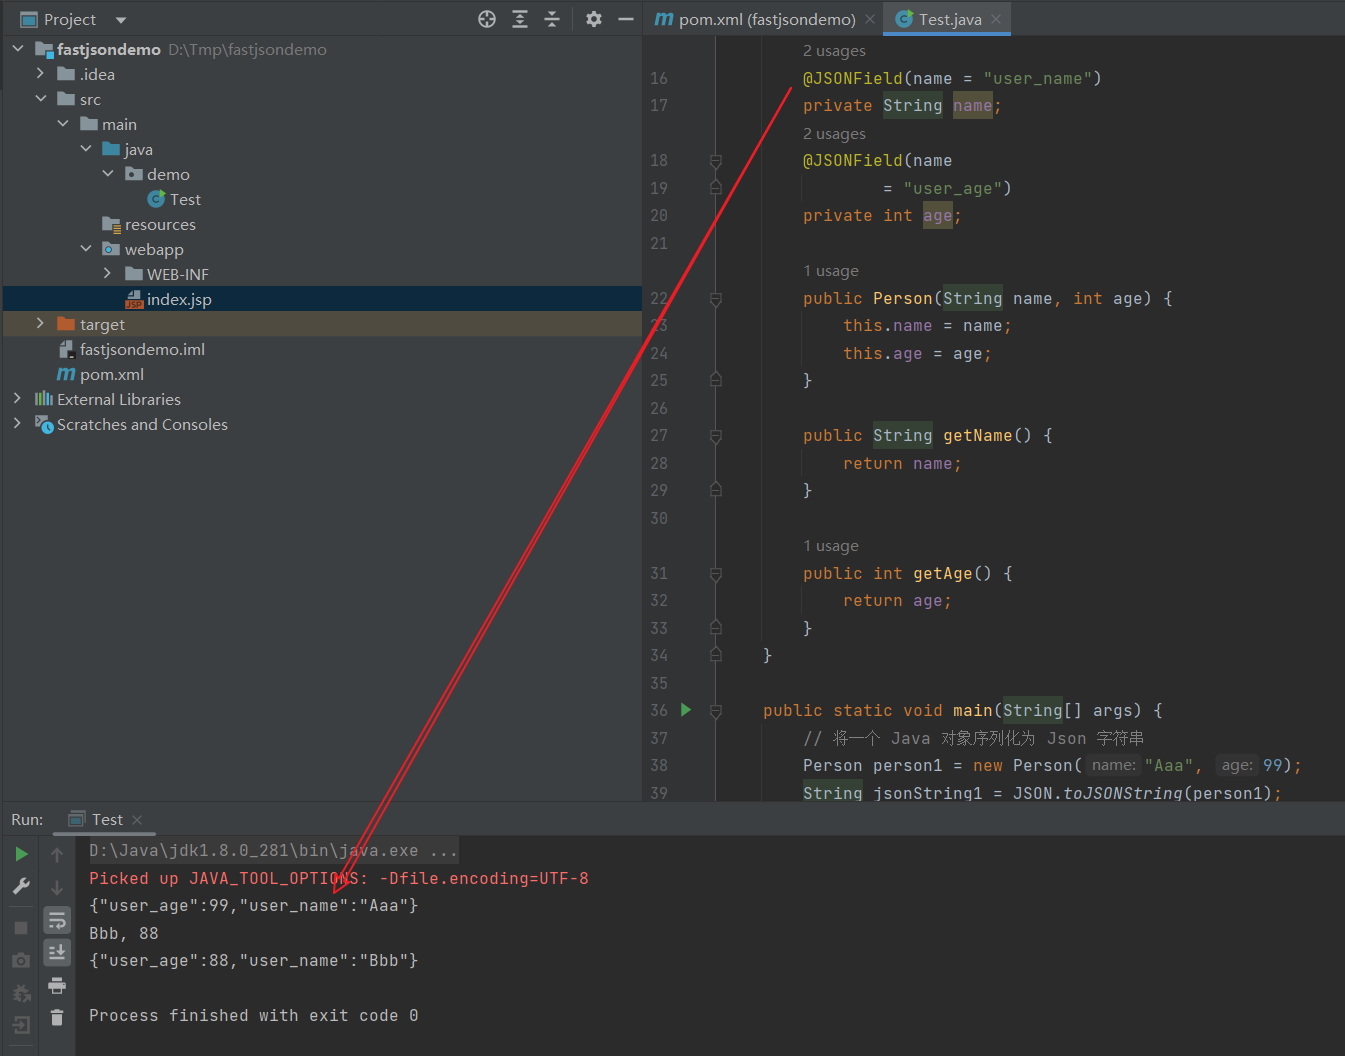 Project
fastjsondemo D:\Tmp\fastjsondemo
.idea
src
main
java
demo
Test
resources
webapp
WEB-INF
index.jsp
target
fastjsondemo.iml
pom.xml
External Libraries
Scratches and Consoles
pom.xml (fastjsondemo)
Test.java
2 usages
16 @JSONField(name = "user_name")
17 private String name;
2 usages
18 @JSONField(name
19 = "user_age")
20 private int age;
21
1 usage
22 public Person(String name, int age) {
23 this.name = name;
24 this.age = age;
25 }
26
27 public String getName() {
28 return name;
29 }
30
1 usage
31 public int getAge() {
32 return age;
33 }
34 }
35
36 public static void main(String[] args) {
37 // 将一个 Java 对象序列化为 Json 字符串
38 Person person1 = new Person( name: "Aaa", age: 99);
39 String jsonString1 = JSON.toJSONString(person1);
Run: Test
D:\Java\jdk1.8.0_281\bin\java.exe ...
Picked up JAVA_TOOL_OPTIONS: -Dfile.encoding=UTF-8
{"user_age":99,"user_name":"Aaa"}
Bbb, 88
{"user_age":88,"user_name":"Bbb"}
Process finished with exit code 0